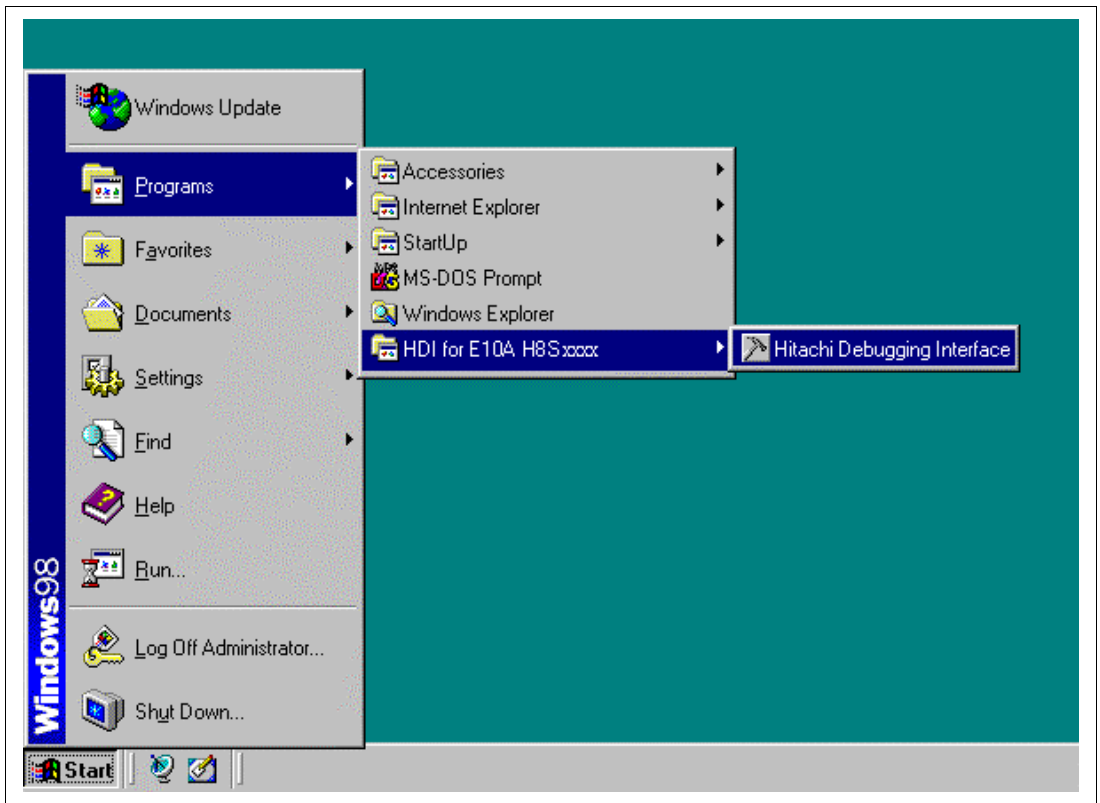 Windows Update
Programs
Favorites
Documents
Settings
Find
Help
Run...
Log Off Administrator...
Shut Down...
Windows98
Accessories
Internet Explorer
StartUp
MS-DOS Prompt
Windows Explorer
HDI for E10A H8Sxxxx
Hitachi Debugging Interface
Start